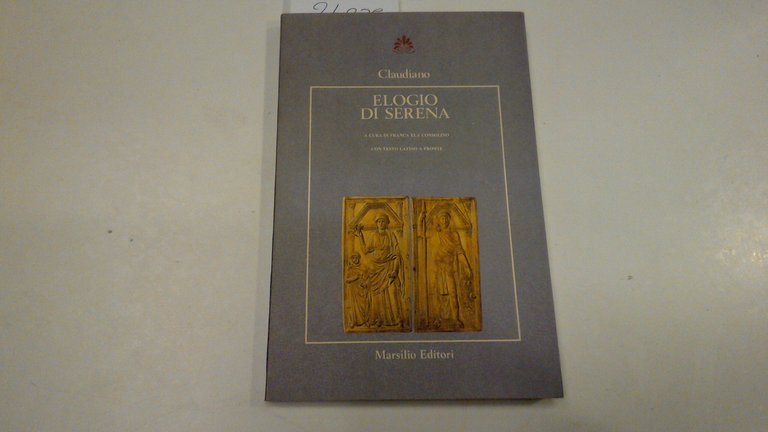 Claudiano
ELOGIO
DI SERENA
A CURA DI FRANCA ELA CONSOLINO
CON TESTO LATINO A FRONTE
Marsilio Editori